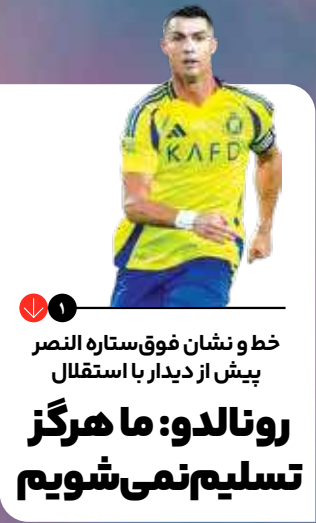 KAFD
۱
خط و نشان فوق‌ستاره النصر
پیش از دیدار با استقلال
رونالدو: ما هرگز
تسلیم‌نمی‌شویم